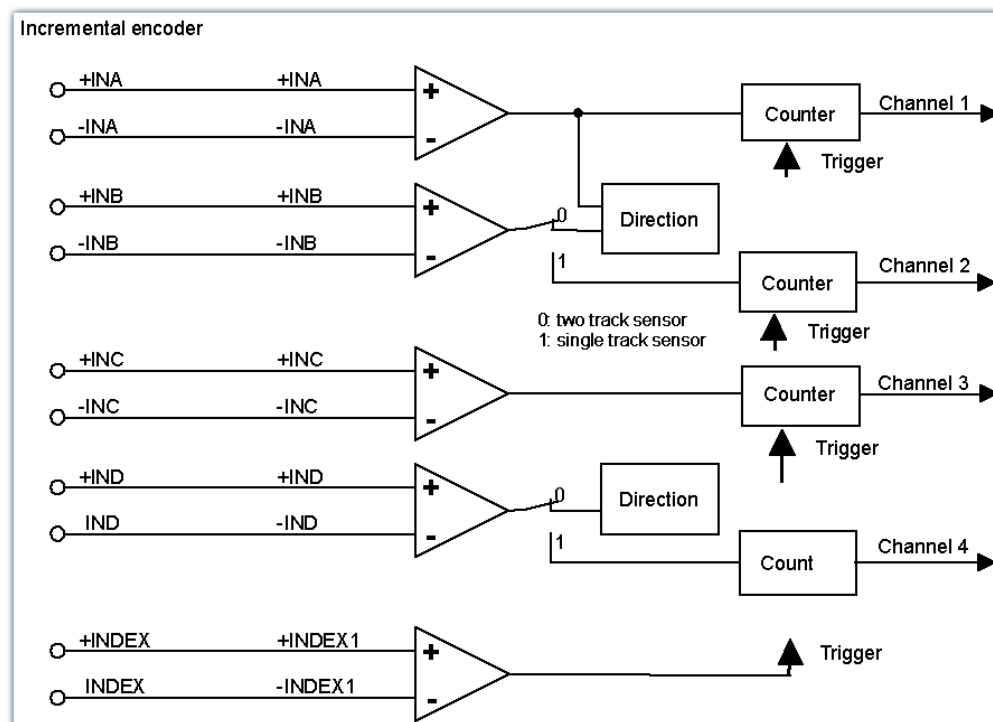 Incremental encoder
+INA +INA
-INA -INA
+ -
Counter
Channel 1
Trigger
+INB +INB
-INB -INB
+ -
0
Direction
1
Counter
Channel 2
Trigger
0: two track sensor
1: single track sensor
+INC +INC
-INC -INC
+ -
Counter
Channel 3
Trigger
+IND +IND
IND -IND
+ -
0
Direction
1
Count
Channel 4
+INDEX +INDEX1
INDEX -INDEX1
+ -
Trigger